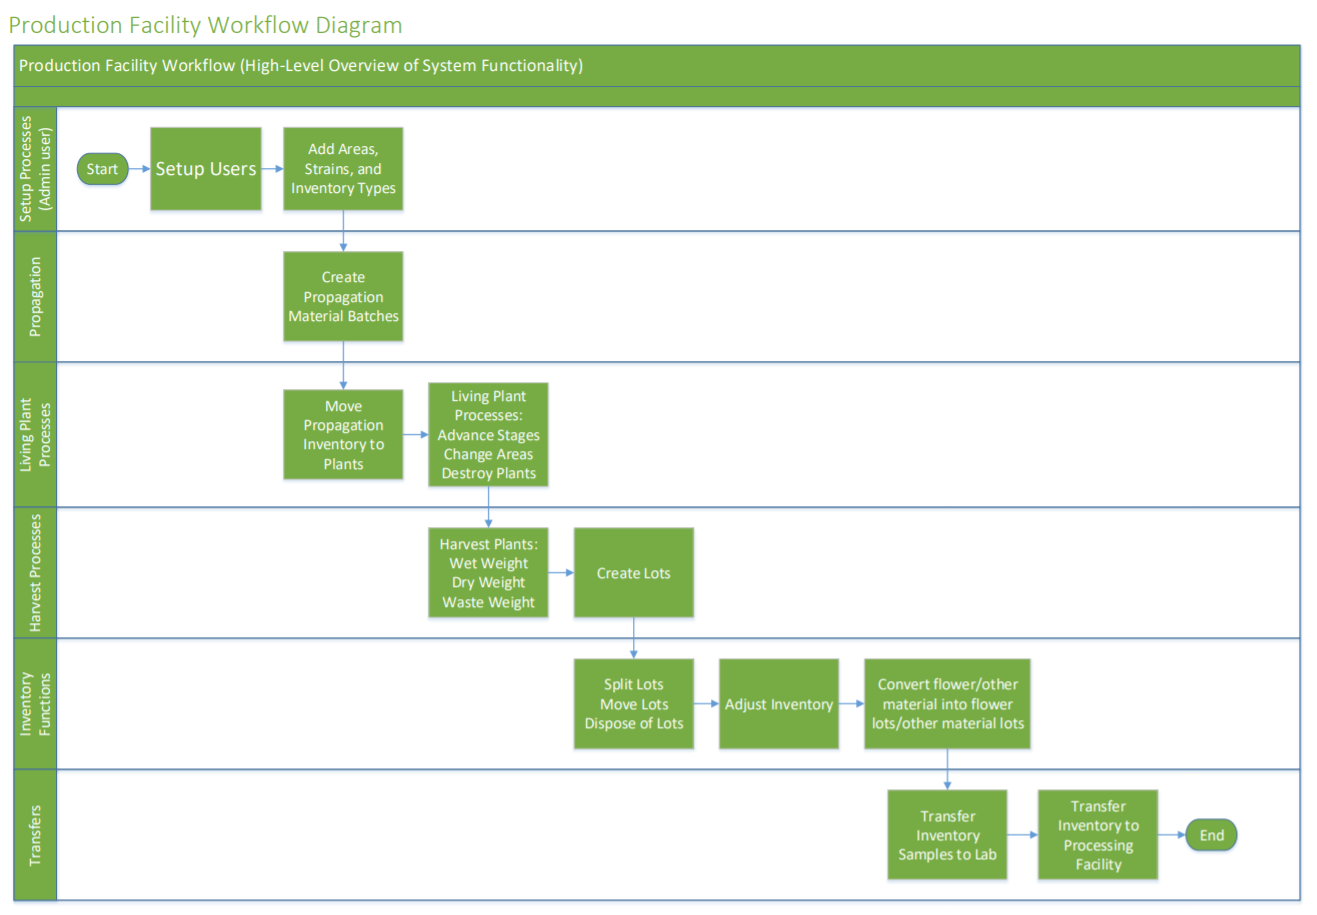 Production Facility Workflow Diagram
Production Facility Workflow (High-Level Overview of System Functionality)
Setup Processes
(Admin user)
Start
Setup Users
Add Areas,
Strains, and
Inventory Types
Propagation
Create
Propagation
Material Batches
Living Plant
Processes
Move
Propagation
Inventory to
Plants
Living Plant
Processes:
Advance Stages
Change Areas
Destroy Plants
Harvest Processes
Harvest Plants:
Wet Weight
Dry Weight
Waste Weight
Create Lots
Inventory
Functions
Split Lots
Move Lots
Dispose of Lots
Adjust Inventory
Convert flower/other
material into flower
lots/other material lots
Transfers
Transfer
Inventory
Samples to Lab
Transfer
Inventory to
Processing
Facility
End